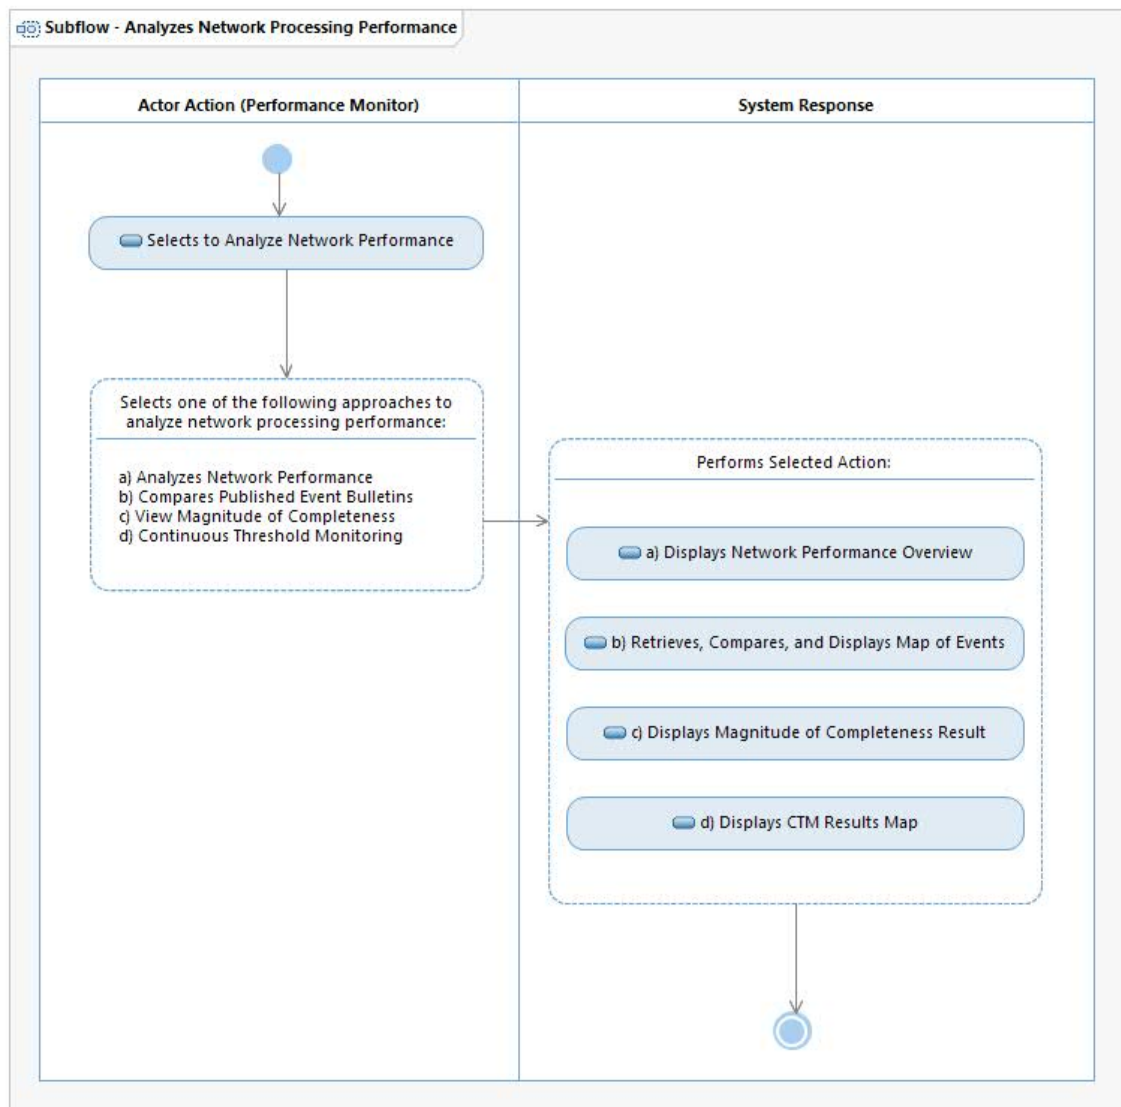 Subflow - Analyzes Network Processing Performance
Actor Action (Performance Monitor)
System Response
Selects to Analyze Network Performance
Selects one of the following approaches to
analyze network processing performance:
a) Analyzes Network Performance
b) Compares Published Event Bulletins
c) View Magnitude of Completeness
d) Continuous Threshold Monitoring
Performs Selected Action:
a) Displays Network Performance Overview
b) Retrieves, Compares, and Displays Map of Events
c) Displays Magnitude of Completeness Result
d) Displays CTM Results Map